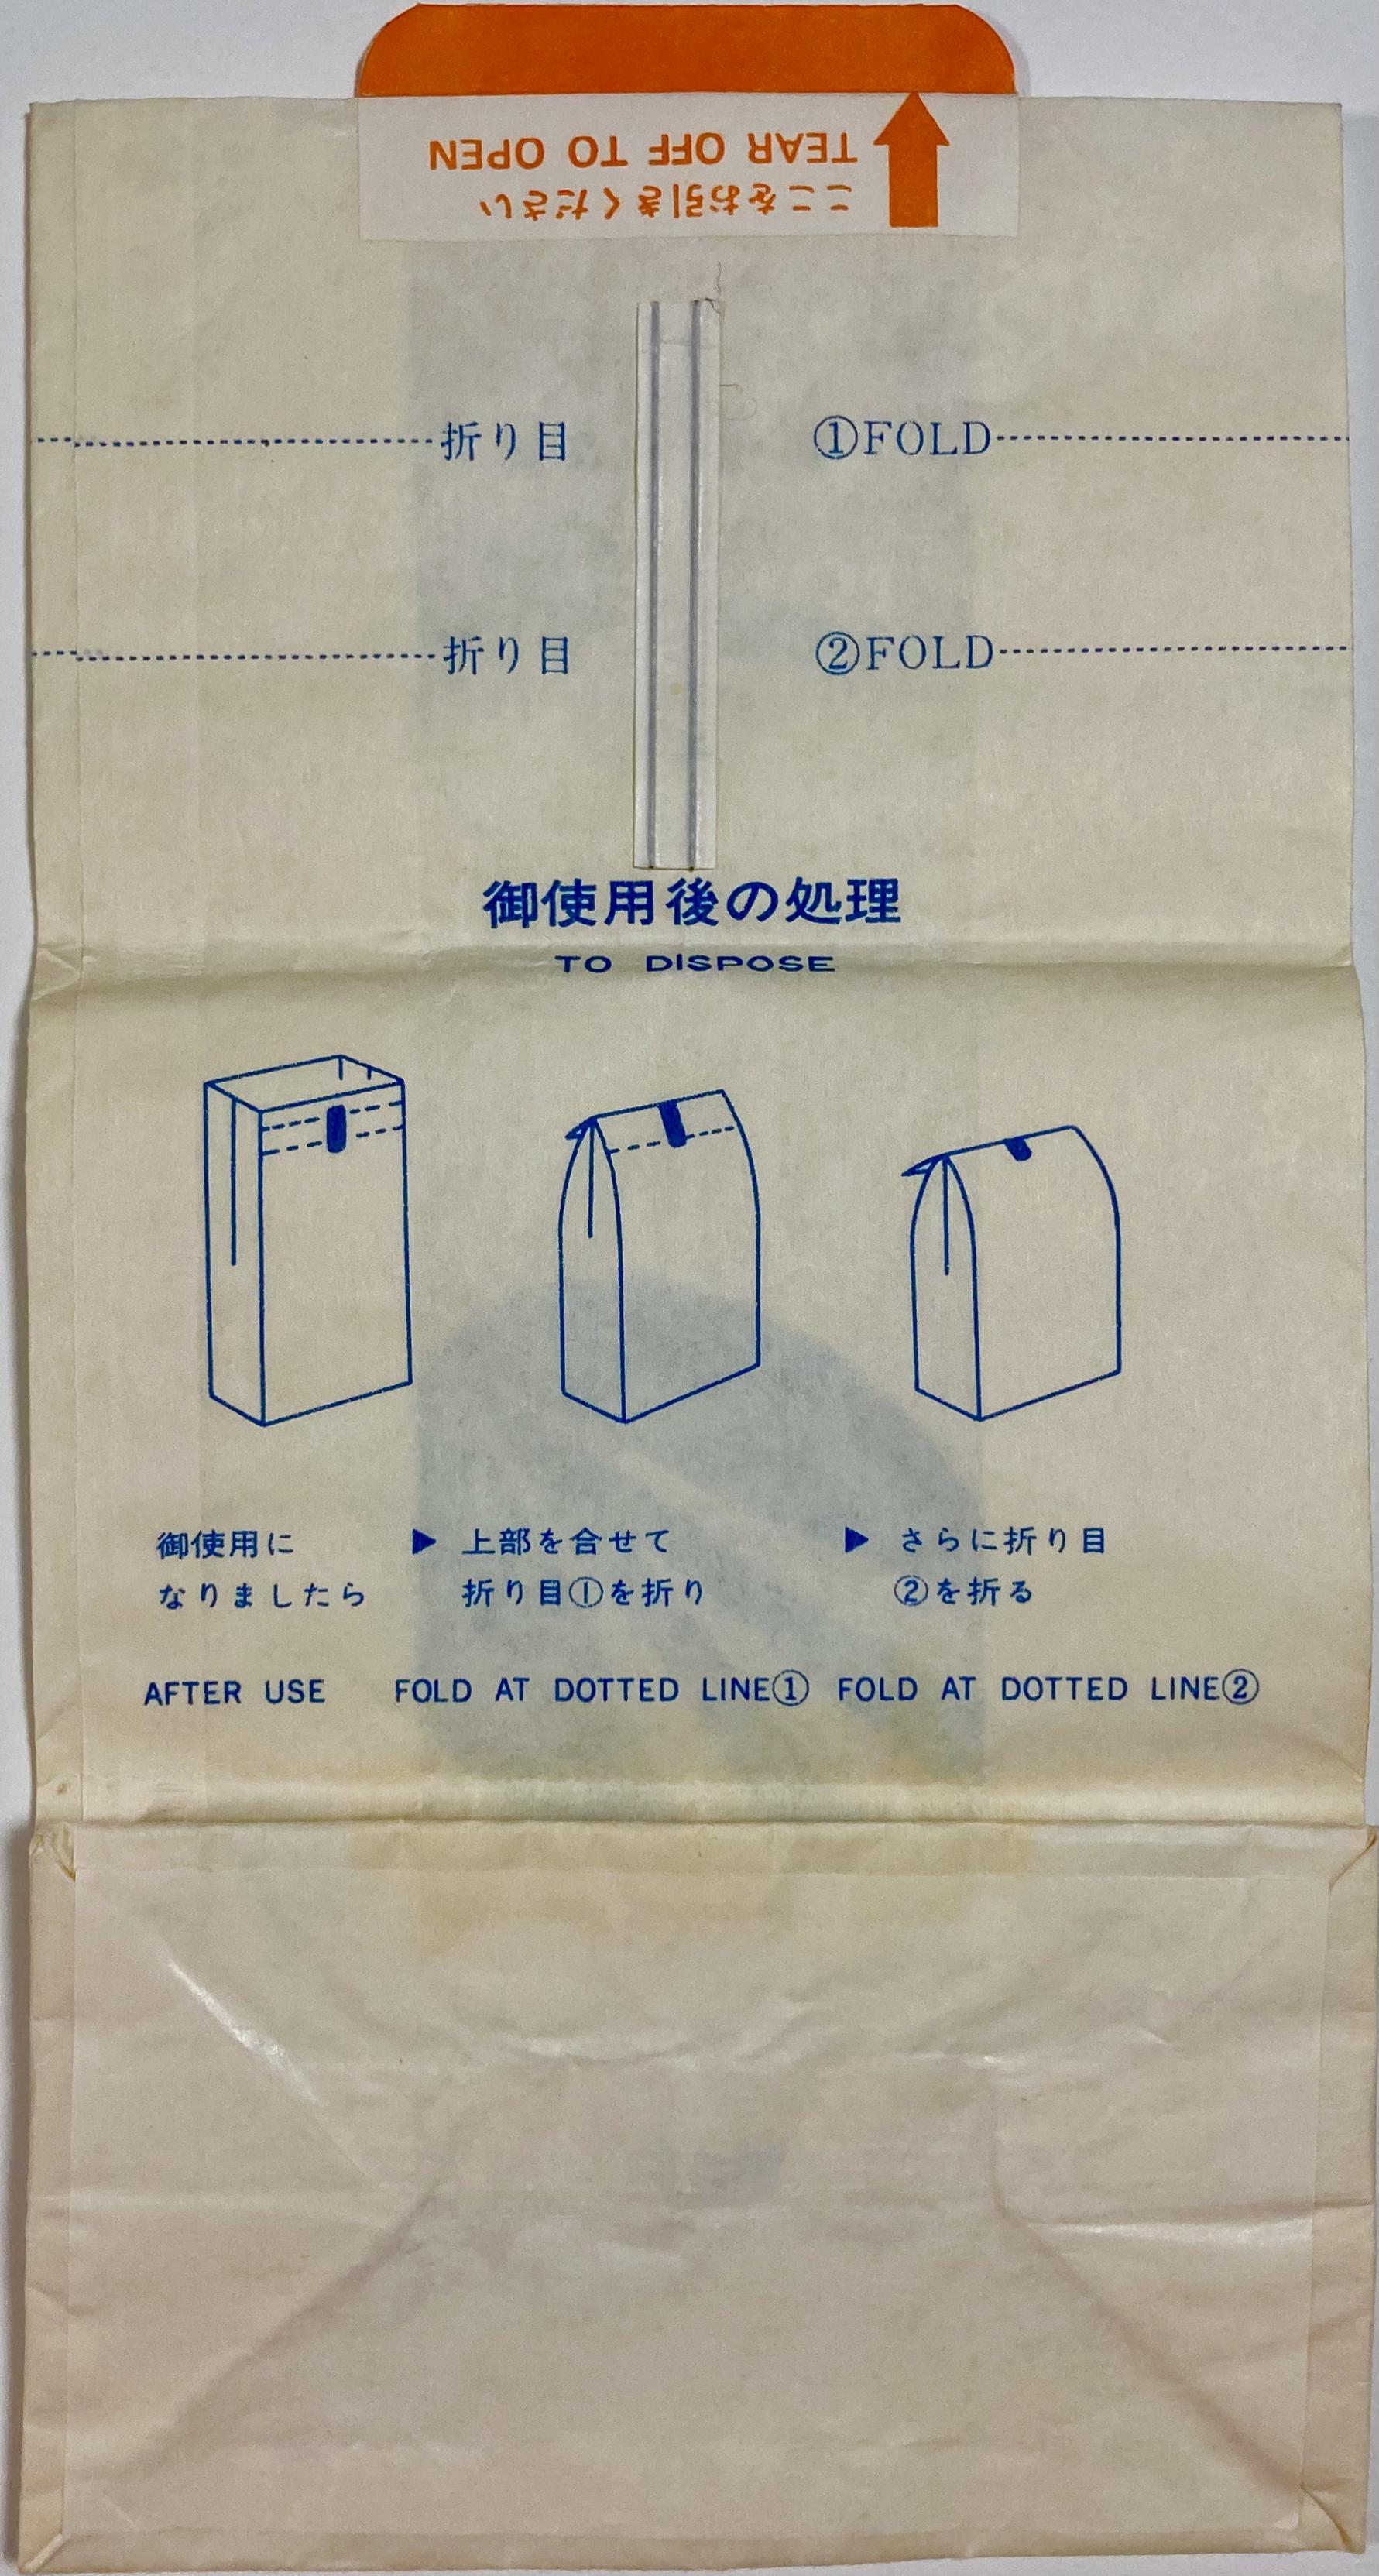 TEAR OFF TO OPEN
ここをお引きください
折り目 ①FOLD
折り目 ②FOLD
御使用後の処理
TO DISPOSE
御使用に
なりましたら
▶ 上部を合せて
折り目①を折り
▶ さらに折り目
②を折る
AFTER USE
FOLD AT DOTTED LINE①
FOLD AT DOTTED LINE②